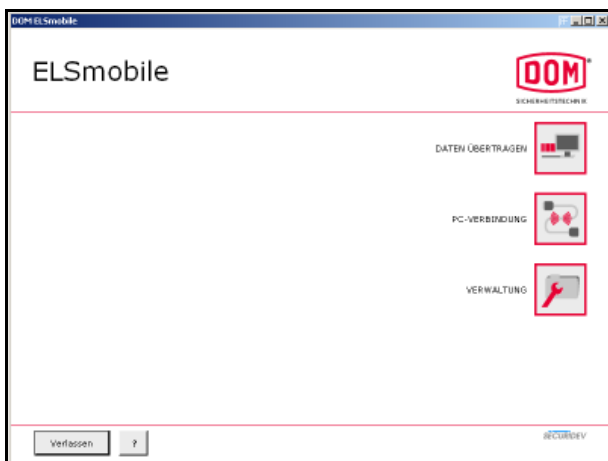 DOM ELSmobile
ELSmobile
DOM
SICHERHEITSTECHNIK
DATEN ÜBERTRAGEN
PC-VERBINDUNG
VERWALTUNG
Verlassen
?
SECURIDEV